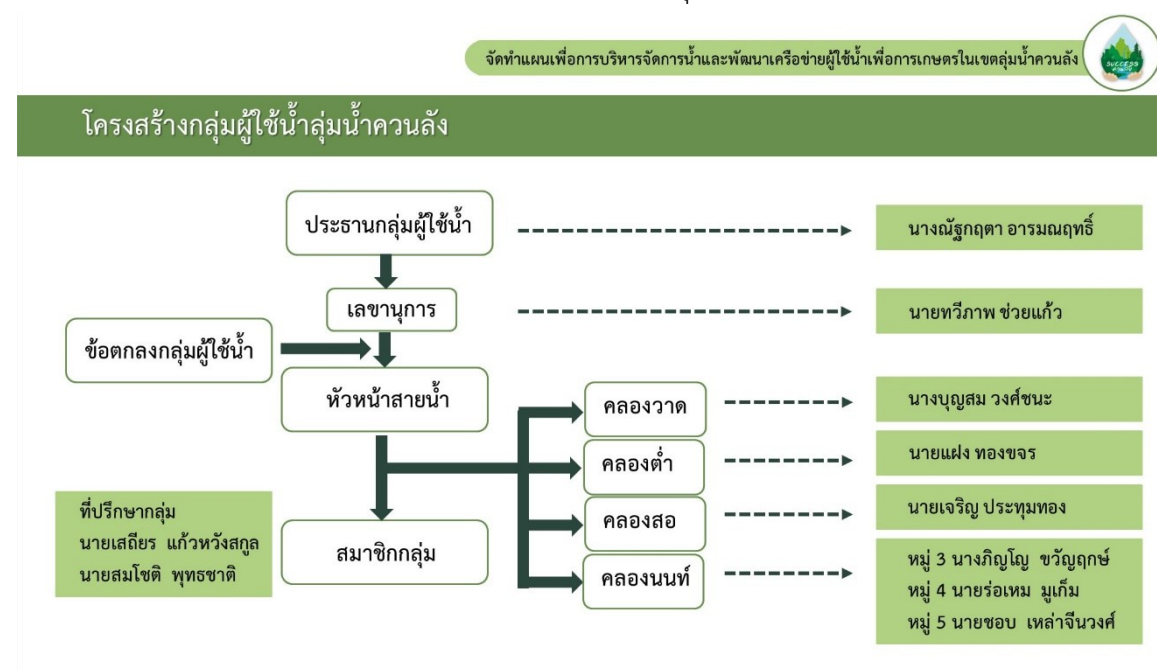 จัดทำแผนเพื่อการบริหารจัดการน้ำและพัฒนาเครือข่ายผู้ใช้น้ำเพื่อการเกษตรในเขตลุ่มน้ำควนลัง
SUCCESS
โครงสร้างกลุ่มผู้ใช้น้ำลุ่มน้ำควนลัง
ประธานกลุ่มผู้ใช้น้ำ
นางณัฐกฤตา อารมณฤทธิ์
เลขานุการ
นายทวีภาพ ช่วยแก้ว
ข้อตกลงกลุ่มผู้ใช้น้ำ
หัวหน้าสายน้ำ
คลองวาด
นางบุญสม วงศ์ชนะ
คลองต่ำ
นายแฝง ทองขจร
คลองสอ
นายเจริญ ประทุมทอง
คลองนนท์
หมู่ 3 นางภิญโญ ขวัญฤกษ์
หมู่ 4 นายร่อเหม มูเก็ม
หมู่ 5 นายชอบ เหล่าจีนวงศ์
สมาชิกกลุ่ม
ที่ปรึกษากลุ่ม
นายเสถียร แก้วหวังสกูล
นายสมโชติ พุทธชาติ